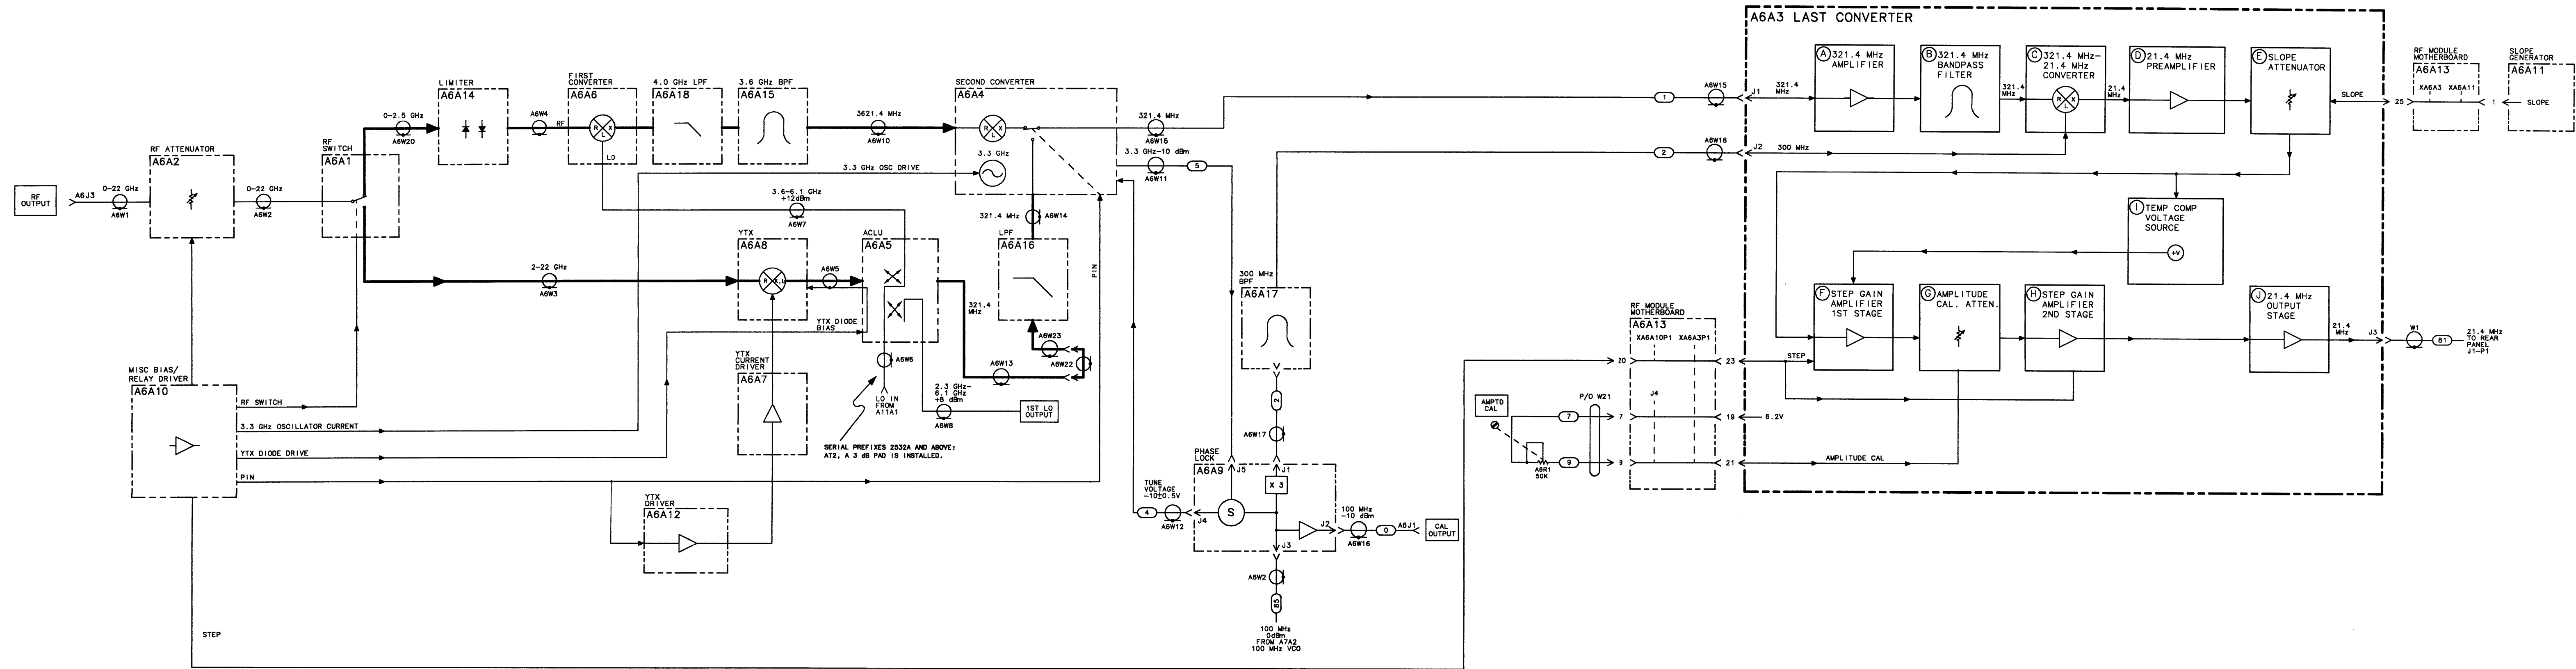 A6A3 LAST CONVERTER
A 321.4 MHz
AMPLIFIER
B 321.4 MHz
BANDPASS
FILTER
C 321.4 MHz-
21.4 MHz
CONVERTER
D 21.4 MHz
PREAMPLIFIER
E SLOPE
ATTENUATOR
RF MODULE
MOTHERBOARD
A6A13
XA6A3 XA6A11
SLOPE
GENERATOR
A6A11
LIMITER
A6A14
FIRST
CONVERTER
A6A6
4.0 GHz LPF
A6A18
3.6 GHz BPF
A6A15
SECOND CONVERTER
A6A4
1
A6W15
J1
321.4
MHz
321.4
MHz
21.4
MHz
R X
L
SLOPE
25
1
SLOPE
0-2.5 GHz
A6W20
A6W4
RF
R X
L
LO
3621.4 MHz
A6W10
R X
L
321.4 MHz
A6W15
3.3 GHz-10 dBm
A6W11
5
2
A6W18
J2
300 MHz
RF ATTENUATOR
A6A2
RF
SWITCH
A6A1
3.3 GHz OSC DRIVE
3.3 GHz
RF
OUTPUT
A6J3
0-22 GHz
A6W1
0-22 GHz
A6W2
3.6-6.1 GHz
+12dBm
A6W7
321.4 MHz
A6W14
I TEMP COMP
VOLTAGE
SOURCE
+V
YTX
A6A8
ACLU
A6A5
LPF
A6A16
PIN
2-22 GHz
A6W3
R X,L
A6W5
321.4
MHz
300 MHz
BPF
A6A17
YTX DIODE
BIAS
A6W23
A6W22
A6W13
A6W6
RF MODULE
MOTHERBOARD
A6A13
XA6A10P1 XA6A3P1
F STEP GAIN
AMPLIFIER
1ST STAGE
G AMPLITUDE
CAL. ATTEN.
H STEP GAIN
AMPLIFIER
2ND STAGE
J 21.4 MHz
OUTPUT
STAGE
21.4
MHz
J3
W1
81
21.4 MHz
TO REAR
PANEL
J1-P1
20
23
STEP
MISC BIAS/
RELAY DRIVER
A6A10
YTX
CURRENT
DRIVER
A6A7
LO IN
FROM
A11A1
2.3 GHz-
6.1 GHz
+8 dBm
A6W8
1ST LO
OUTPUT
RF SWITCH
3.3 GHz OSCILLATOR CURRENT
YTX DIODE DRIVE
PIN
SERIAL PREFIXES 2532A AND ABOVE:
AT2, A 3 dB PAD IS INSTALLED.
2
A6W17
AMPTD
CAL
P/O W21
J4
7
7
19
6.2V
A8R1
50K
9
9
21
AMPLITUDE CAL
PHASE
LOCK
A6A9
J5
J1
X 3
TUNE
VOLTAGE
-10±0.5V
4
A6W12
J4
S
J2
100 MHz
-10 dBm
A6W16
0
A6J1
CAL
OUTPUT
J3
YTX
DRIVER
A6A12
A6W2
85
100 MHz
0dBm
FROM A7A2
100 MHz VCO
STEP